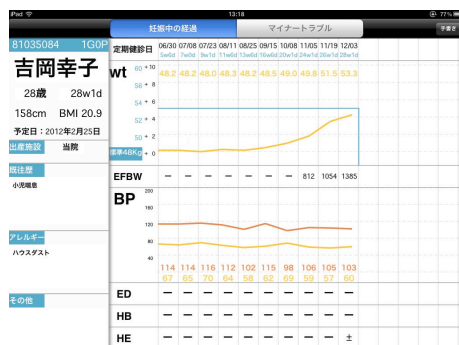 iPad
13:18
77%
妊娠中の経過
マイナートラブル
手書き
81035084 1G0P
吉岡幸子
28歳 28w1d
158cm BMI 20.9
予定日：2012年2月25日
出産施設 当院
既往歴
小児喘息
アレルギー
ハウスダスト
その他
定期健診日 06/30 07/08 07/23 08/11 08/25 09/15 10/08 11/05 11/19 12/03
5w6d 7w0d 9w1d 11w6d 13w6d 16w6d 20w1d 24w1d 26w1d 28w1d
wt 60 +10 48.2 48.2 48.0 48.3 48.2 48.5 49.0 49.8 51.5 53.3
+ 8
56 + 6
54
52 + 4
50 + 2
標準48Kg + 0
EFBW — — — — — — — 812 1054 1385
BP 200
160
120
80
40
114 114 116 112 102 115 98 106 105 103
67 65 70 64 58 62 69 59 57 60
ED — — — — — — — — — —
HB — — — — — — — — — —
HE — — — — — — — — — ±